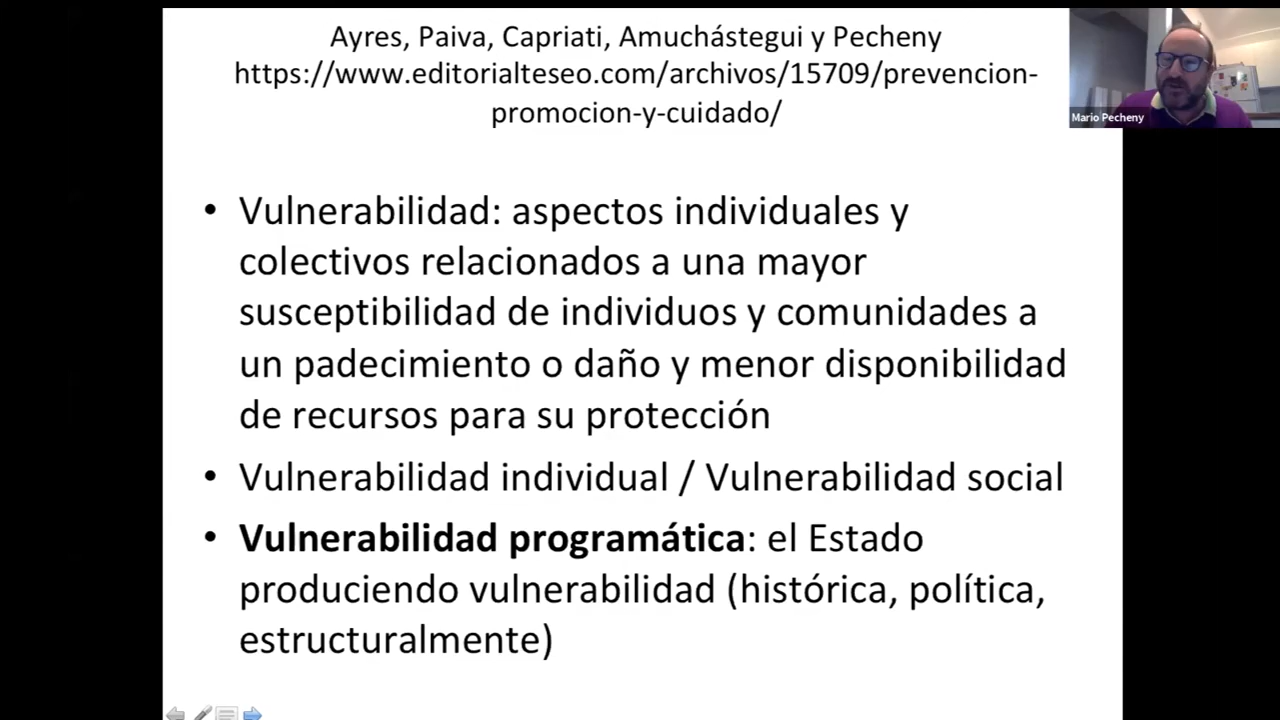 Ayres, Paiva, Capriati, Amuchástegui y Pecheny
https://www.editorialteseo.com/archivos/15709/prevencion-
promocion-y-cuidado/
Mario Pecheny
• Vulnerabilidad: aspectos individuales y
colectivos relacionados a una mayor
susceptibilidad de individuos y comunidades a
un padecimiento o daño y menor disponibilidad
de recursos para su protección
• Vulnerabilidad individual / Vulnerabilidad social
• Vulnerabilidad programática: el Estado
produciendo vulnerabilidad (histórica, política,
estructuralmente)